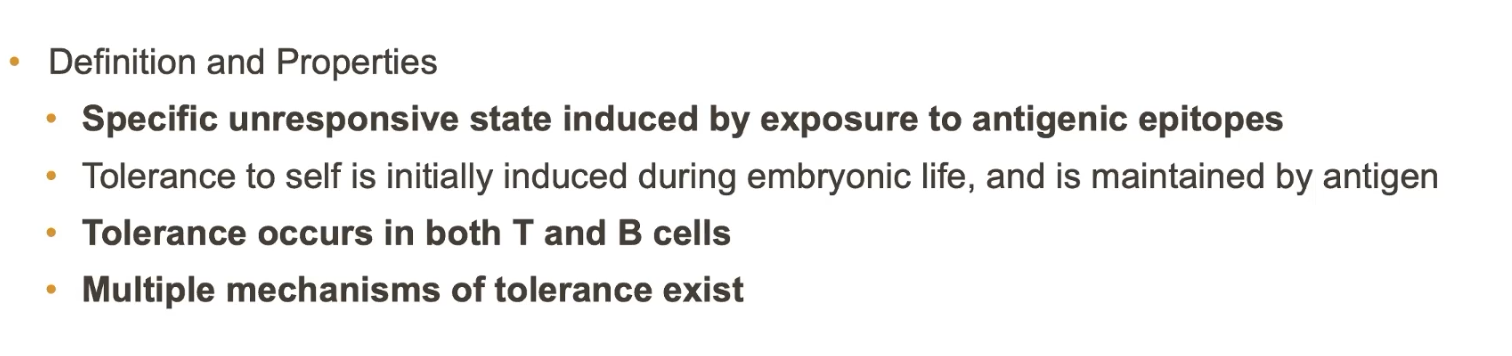 • Definition and Properties
• Specific unresponsive state induced by exposure to antigenic epitopes
• Tolerance to self is initially induced during embryonic life, and is maintained by antigen
• Tolerance occurs in both T and B cells
• Multiple mechanisms of tolerance exist